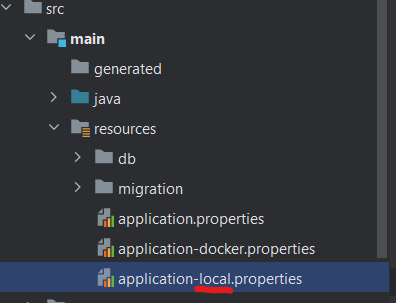 src
main
generated
java
resources
db
migration
application.properties
application-docker.properties
application-local.properties